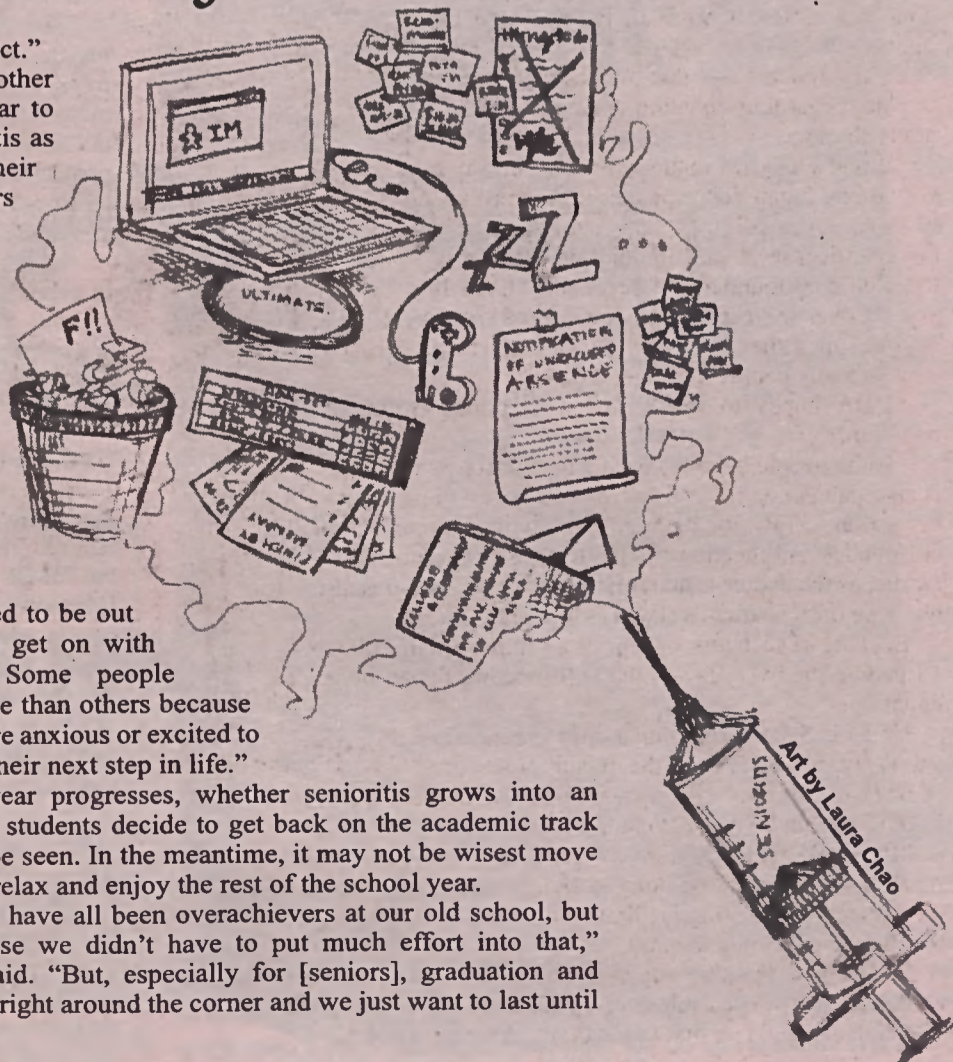 ct.”
other
ar to
is as
heir
rs
IM
zZ...
ULTIMATE
F!!
NOTIFICATION
OF UNEXCUSED
ABSENCE
CONGRATULATIONS
SENIORITIS
Art by Laura Chao
ed to be out
get on with
Some people
e than others because
re anxious or excited to
heir next step in life.”
year progresses, whether senioritis grows into an
students decide to get back on the academic track
e seen. In the meantime, it may not be wisest move
relax and enjoy the rest of the school year.
have all been overachievers at our old school, but
se we didn’t have to put much effort into that,”
aid. “But, especially for [seniors], graduation and
right around the corner and we just want to last until